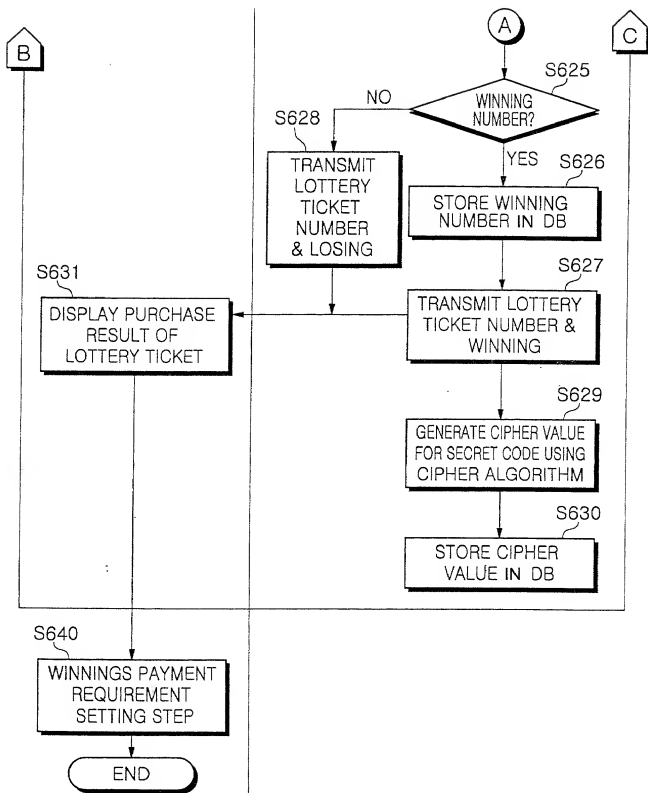 B
A
C
S625
WINNING
NUMBER?
NO
YES
S628
TRANSMIT
LOTTERY
TICKET
NUMBER
& LOSING
S626
STORE WINNING
NUMBER IN DB
S627
TRANSMIT LOTTERY
TICKET NUMBER &
WINNING
S631
DISPLAY PURCHASE
RESULT OF
LOTTERY TICKET
S629
GENERATE CIPHER VALUE
FOR SECRET CODE USING
CIPHER ALGORITHM
S630
STORE CIPHER
VALUE IN DB
S640
WINNINGS PAYMENT
REQUIREMENT
SETTING STEP
END